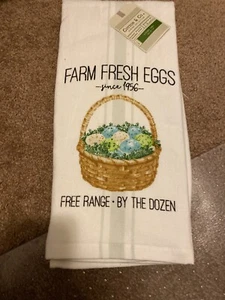 FARM FRESH EGGS
-since 1956-
FREE RANGE • BY THE DOZEN